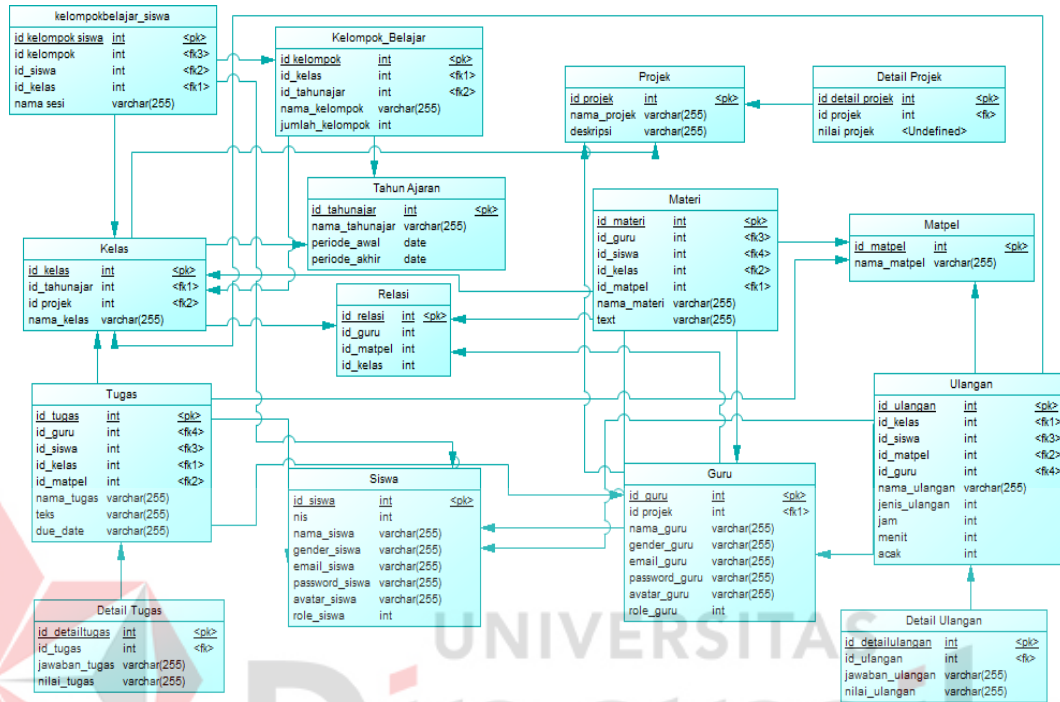 kelompokbelajar_siswa
id kelompok siswa int <pk>
id kelompok int <fk3>
id_siswa int <fk2>
id_kelas int <fk1>
nama sesi varchar(255)
Kelompok_Belajar
id kelompok int <pk>
id_kelas int <fk1>
id_tahunajar int <fk2>
nama_kelompok varchar(255)
jumlah_kelompok int
Projek
id projek int <pk>
nama_projek varchar(255)
deskripsi varchar(255)
Detail Projek
id detail projek int <pk>
id projek int <fk>
nilai projek <Undefined>
Tahun Ajaran
id_tahunajar int <pk>
nama_tahunajar varchar(255)
periode_awal date
periode_akhir date
Materi
id_materi int <pk>
id_guru int <fk3>
id_siswa int <fk4>
id_kelas int <fk2>
id_matpel int <fk1>
nama_materi varchar(255)
text varchar(255)
Matpel
id_matpel int <pk>
nama_matpel varchar(255)
Kelas
id_kelas int <pk>
id_tahunajar int <fk1>
id projek int <fk2>
nama_kelas varchar(255)
Relasi
id_relasi int <pk>
id_guru int
id_matpel int
id_kelas int
Tugas
id_tugas int <pk>
id_guru int <fk4>
id_siswa int <fk3>
id_kelas int <fk1>
id_matpel int <fk2>
nama_tugas varchar(255)
teks varchar(255)
due_date varchar(255)
Siswa
id_siswa int <pk>
nis int
nama_siswa varchar(255)
gender_siswa varchar(255)
email_siswa varchar(255)
password_siswa varchar(255)
avatar_siswa varchar(255)
role_siswa int
Guru
id_guru int <pk>
id projek int <fk1>
nama_guru varchar(255)
gender_guru varchar(255)
email_guru varchar(255)
password_guru varchar(255)
avatar_guru varchar(255)
role_guru int
Ulangan
id_ulangan int <pk>
id_kelas int <fk1>
id_siswa int <fk3>
id_matpel int <fk2>
id_guru int <fk4>
nama_ulangan varchar(255)
jenis_ulangan int
jam int
menit int
acak int
Detail Tugas
id_detailtugas int <pk>
id_tugas int <fk>
jawaban_tugas varchar(255)
nilai_tugas varchar(255)
Detail Ulangan
id_detailulangan int <pk>
id_ulangan int <fk>
jawaban_ulangan varchar(255)
nilai_ulangan varchar(255)
UNIVERSITAS